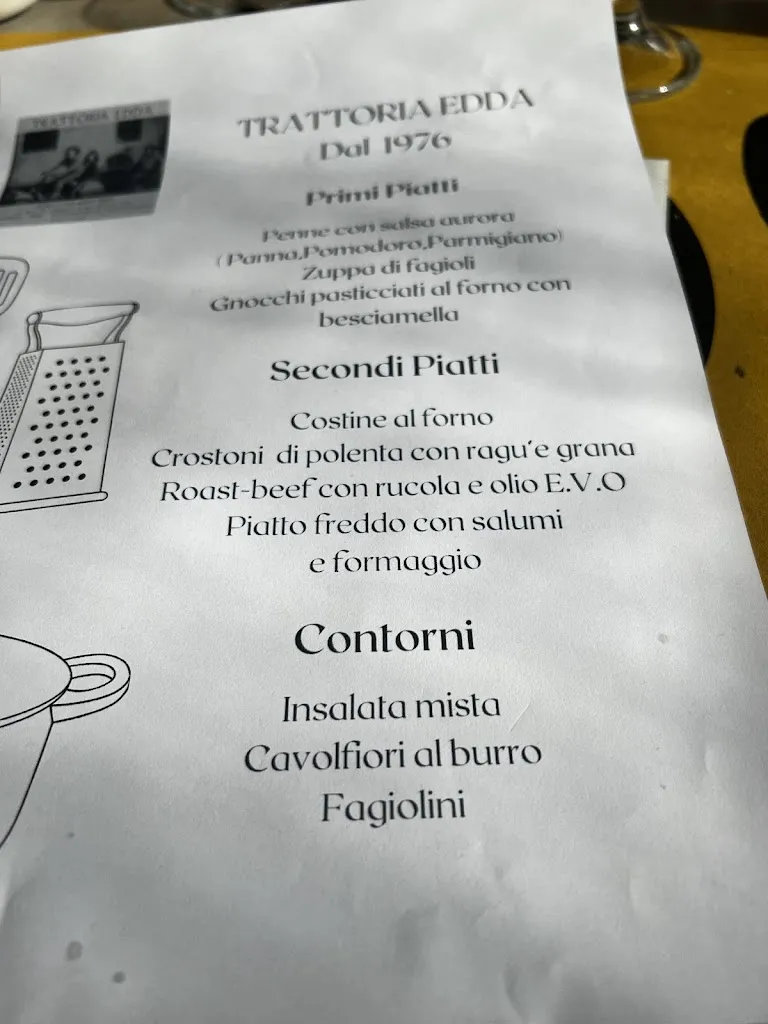 TRATTORIA EDDA
TRATTORIA EDDA
Dal 1976
Primi Piatti
Penne con salsa aurora
(Panna,Pomodoro,Parmigiano)
Zuppa di fagioli
Gnocchi pasticciati al forno con
besciamella
Secondi Piatti
Costine al forno
Crostoni di polenta con ragu'e grana
Roast-beef con rucola e olio E.V.O
Piatto freddo con salumi
e formaggio
Contorni
Insalata mista
Cavolfiori al burro
Fagiolini